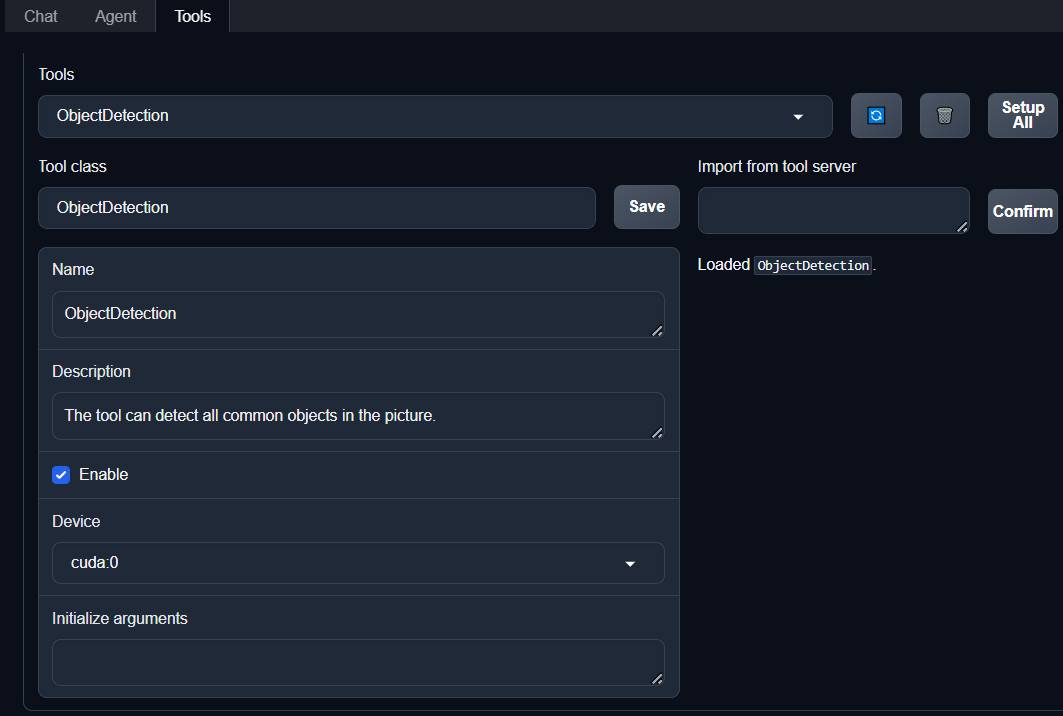 Chat Agent Tools
Tools
ObjectDetection
Setup
All
Tool class
Import from tool server
ObjectDetection
Save
Confirm
Name
Loaded ObjectDetection.
ObjectDetection
Description
The tool can detect all common objects in the picture.
Enable
Device
cuda:0
Initialize arguments